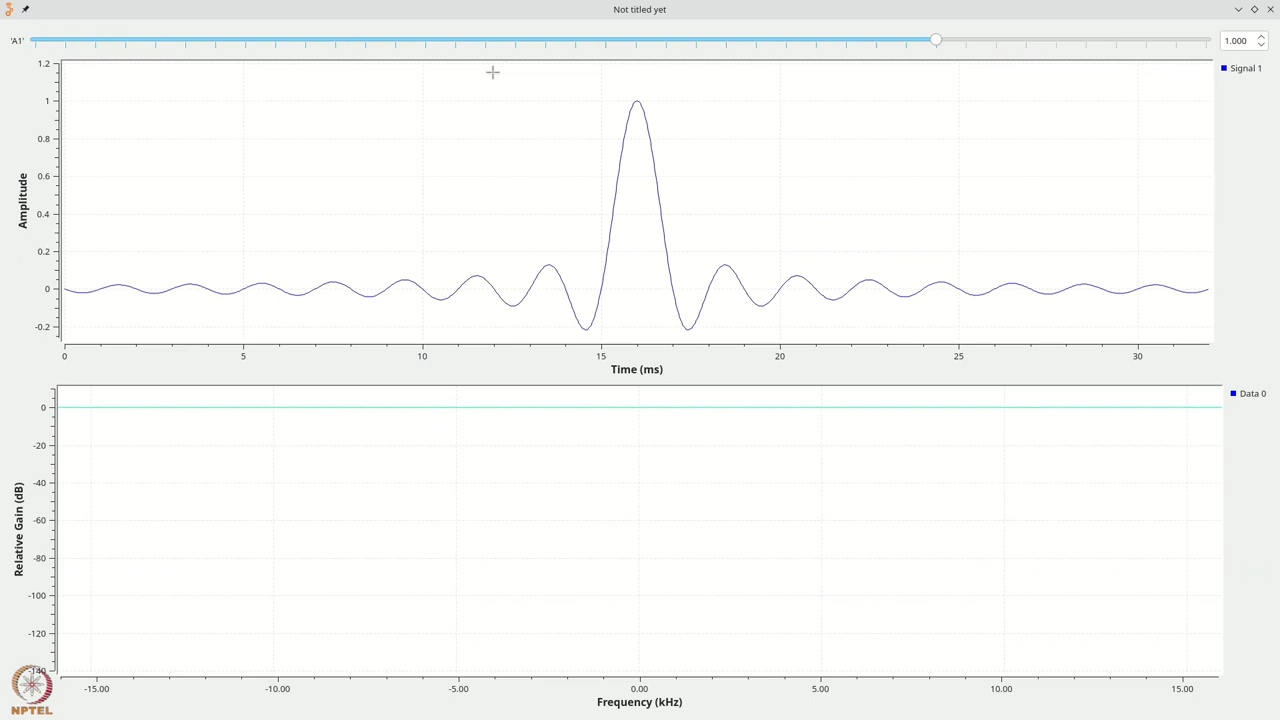 Not titled yet
'A1'
1.000
Signal 1
1.2
1
0.8
0.6
0.4
0.2
0
-0.2
Amplitude
0 5 10 15 20 25 30
Time (ms)
Data 0
0
-20
-40
-60
-80
-100
-120
-140
Relative Gain (dB)
-15.00 -10.00 -5.00 0.00 5.00 10.00 15.00
Frequency (kHz)
NPTEL